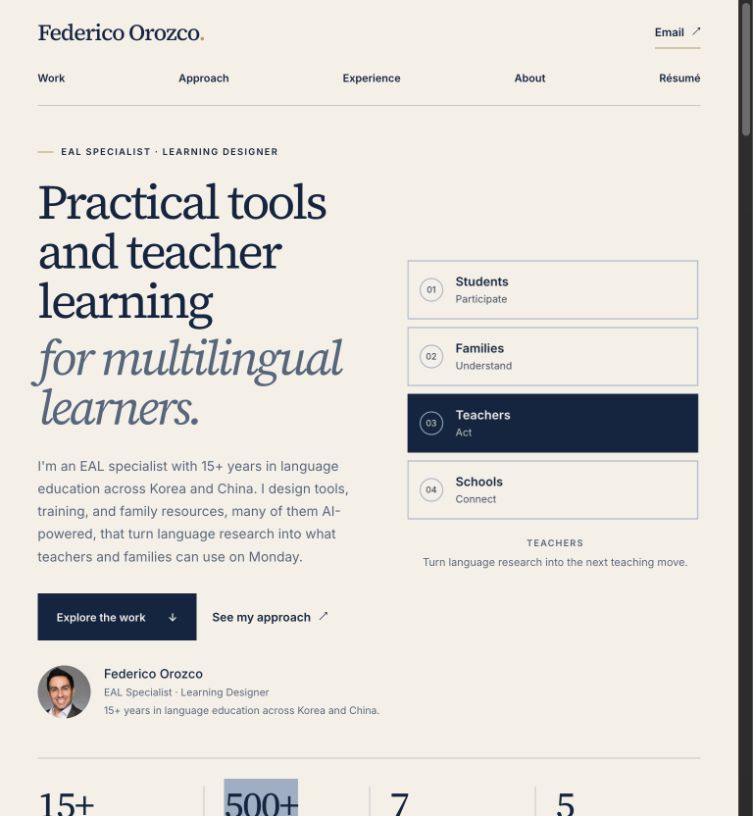 Federico Orozco.
Email ↗
Work
Approach
Experience
About
Résumé
EAL SPECIALIST · LEARNING DESIGNER
Practical tools
and teacher
learning
for multilingual
learners.
I'm an EAL specialist with 15+ years in language
education across Korea and China. I design tools,
training, and family resources, many of them AI-
powered, that turn language research into what
teachers and families can use on Monday.
Explore the work ↓
See my approach ↗
Federico Orozco
EAL Specialist · Learning Designer
15+ years in language education across Korea and China.
01
Students
Participate
02
Families
Understand
03
Teachers
Act
04
Schools
Connect
TEACHERS
Turn language research into the next teaching move.
15+
500+
7
5